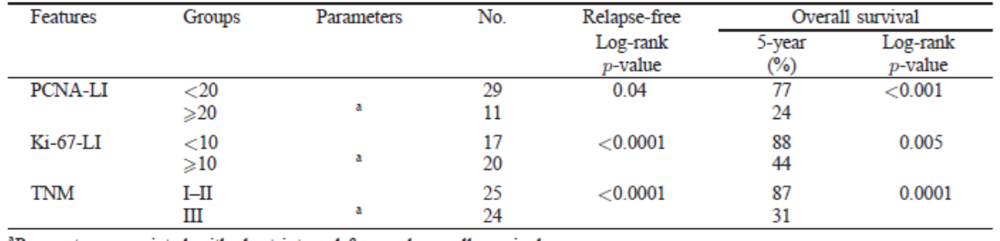 Features Groups Parameters No. Relapse-free Overall survival
Log-rank 5-year Log-rank
p-value (%) p-value
PCNA-LI <20 29 0.04 77 <0.001
⩾20 a 11 24
Ki-67-LI <10 17 <0.0001 88 0.005
⩾10 a 20 44
TNM I–II 25 <0.0001 87 0.0001
III a 24 31